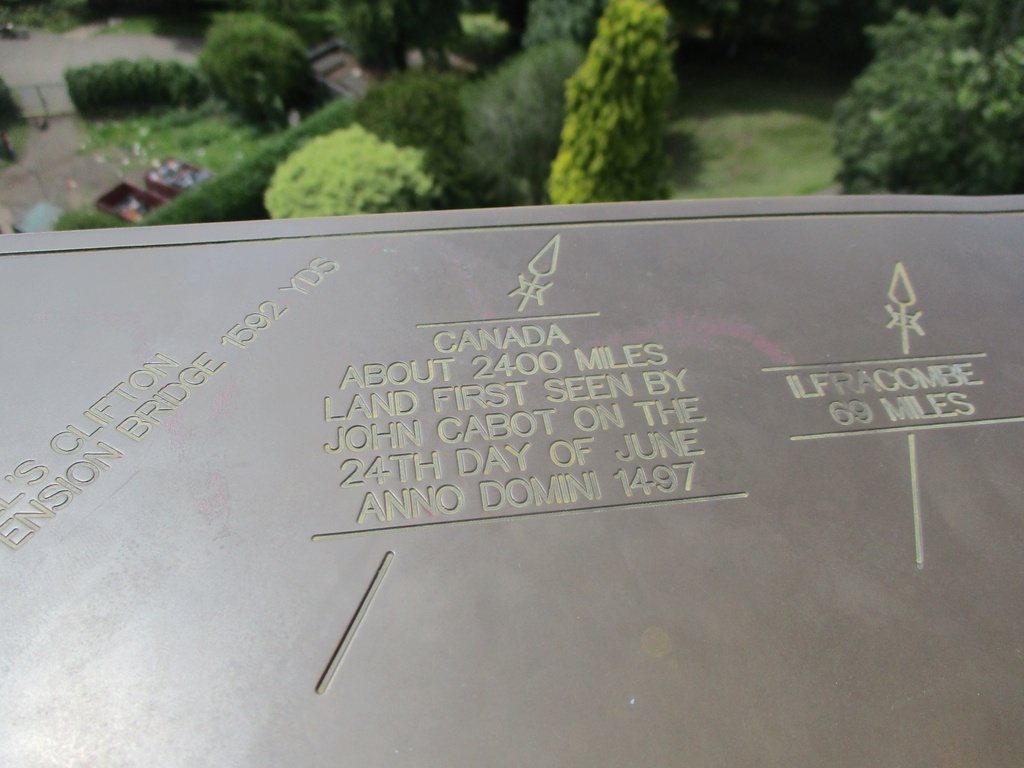 L'S CLIFTON
ENSION BRIDGE 1592 YDS
CANADA
ABOUT 2400 MILES
LAND FIRST SEEN BY
JOHN CABOT ON THE
24TH DAY OF JUNE
ANNO DOMINI 1497
ILFRACOMBE
69 MILES